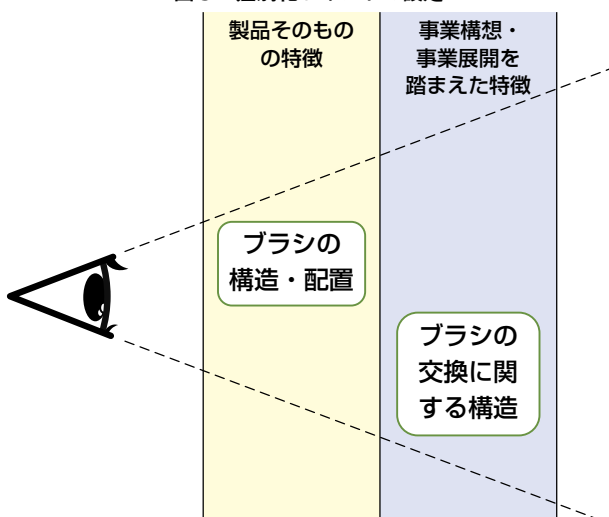 製品そのもの
の特徴
事業構想・
事業展開を
踏まえた特徴
ブラシの
構造・配置
ブラシの
交換に関
する構造